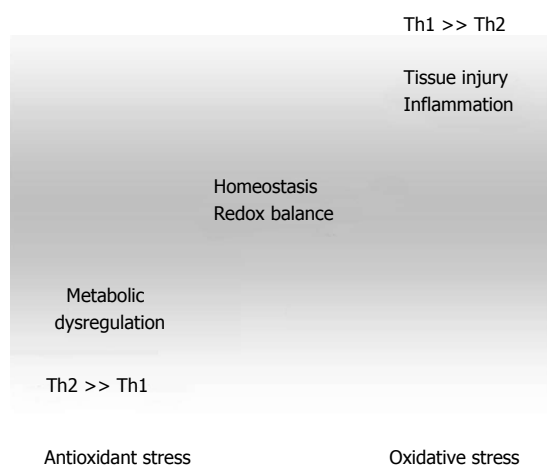 Th1 >> Th2
Tissue injury
Inflammation
Homeostasis
Redox balance
Metabolic
dysregulation
Th2 >> Th1
Antioxidant stress
Oxidative stress